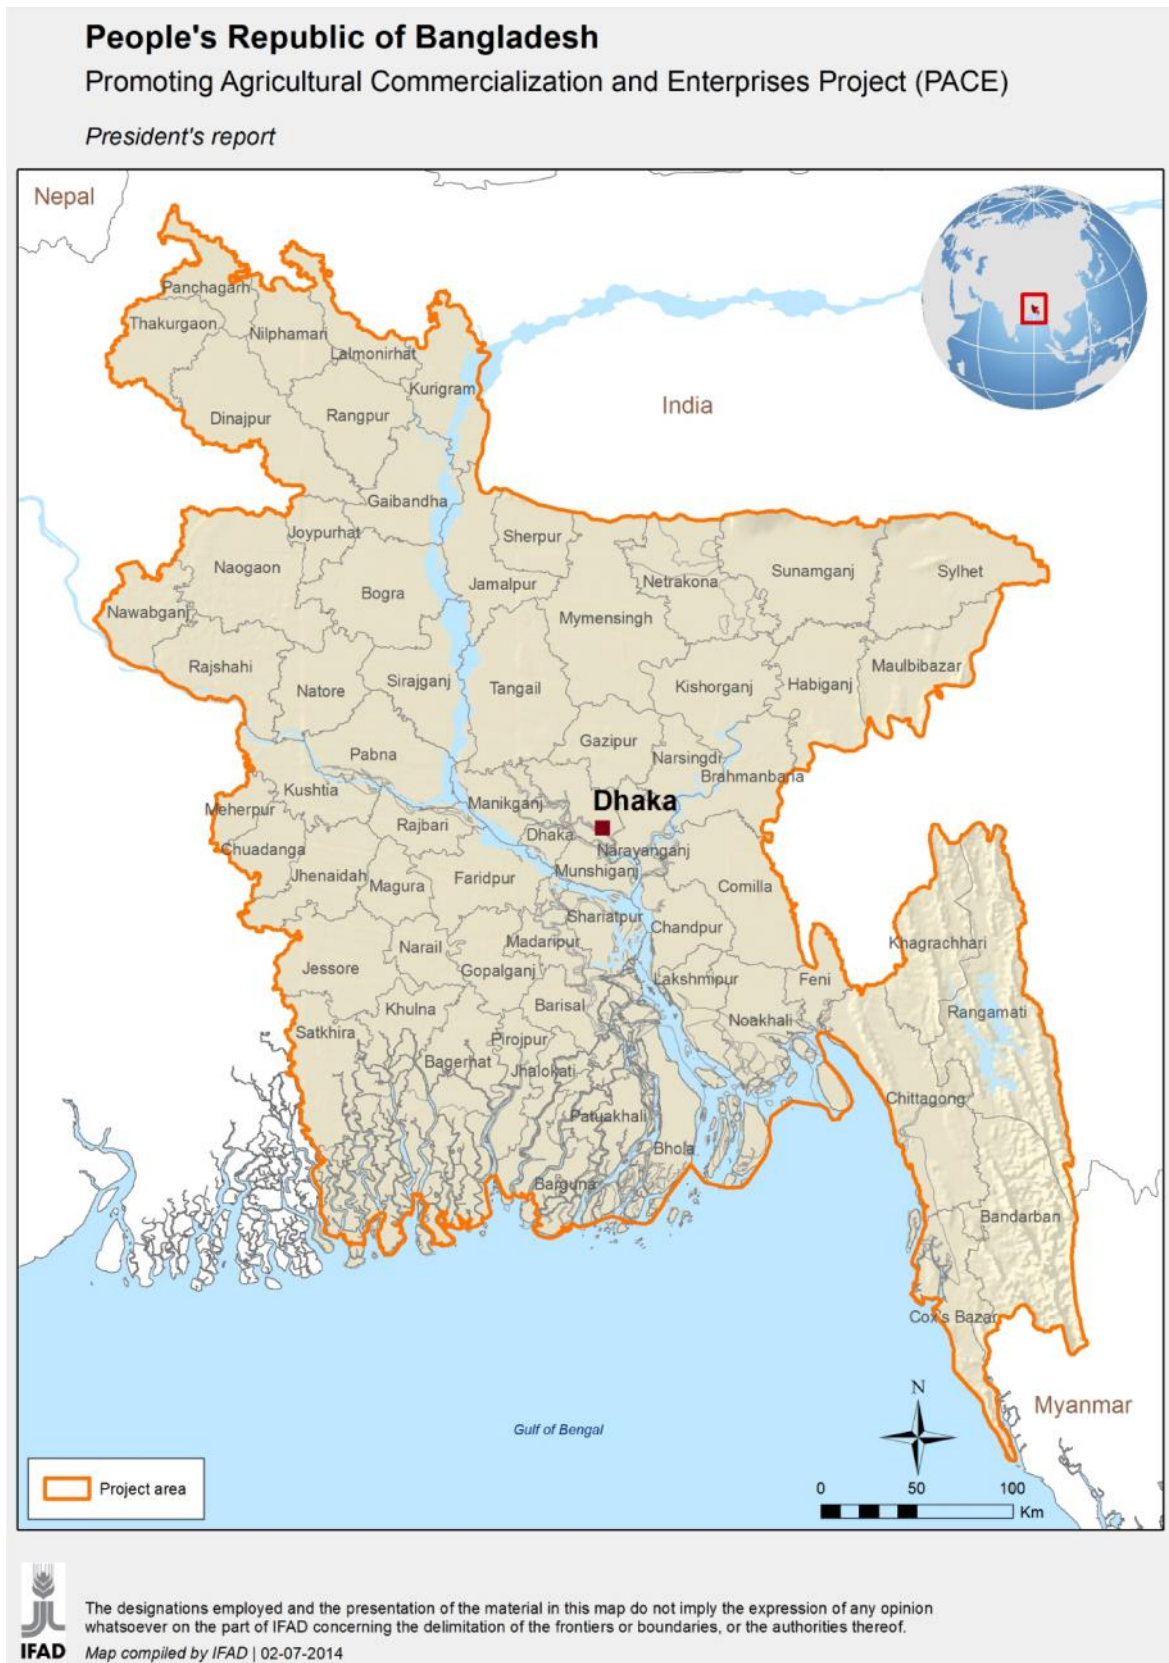 People's Republic of Bangladesh
Promoting Agricultural Commercialization and Enterprises Project (PACE)
President's report
Nepal
Panchagarh
Thakurgaon
Nilphamari
Lalmonirhat
Kurigram
Dinajpur
Rangpur
India
Gaibandha
Joypurhat
Sherpur
Naogaon
Bogra
Jamalpur
Netrakona
Sunamganj
Sylhet
Nawabganj
Mymensingh
Rajshahi
Natore
Sirajganj
Tangail
Kishorganj
Habiganj
Maulbibazar
Pabna
Gazipur
Narsingdi
Brahmanbaria
Kushtia
Meherpur
Manikganj
Dhaka
Rajbari
Dhaka
Chuadanga
Narayanganj
Jhenaidah
Magura
Faridpur
Munshiganj
Comilla
Shariatpur
Chandpur
Narail
Madaripur
Khagrachhari
Jessore
Gopalganj
Lakshmipur
Feni
Khulna
Barisal
Noakhali
Rangamati
Satkhira
Pirojpur
Bagerhat
Jhalokati
Chittagong
Patuakhali
Bhola
Barguna
Bandarban
Cox's Bazar
Myanmar
Gulf of Bengal
N
Project area
0 50 100
Km
The designations employed and the presentation of the material in this map do not imply the expression of any opinion
whatsoever on the part of IFAD concerning the delimitation of the frontiers or boundaries, or the authorities thereof.
IFAD
Map compiled by IFAD | 02-07-2014